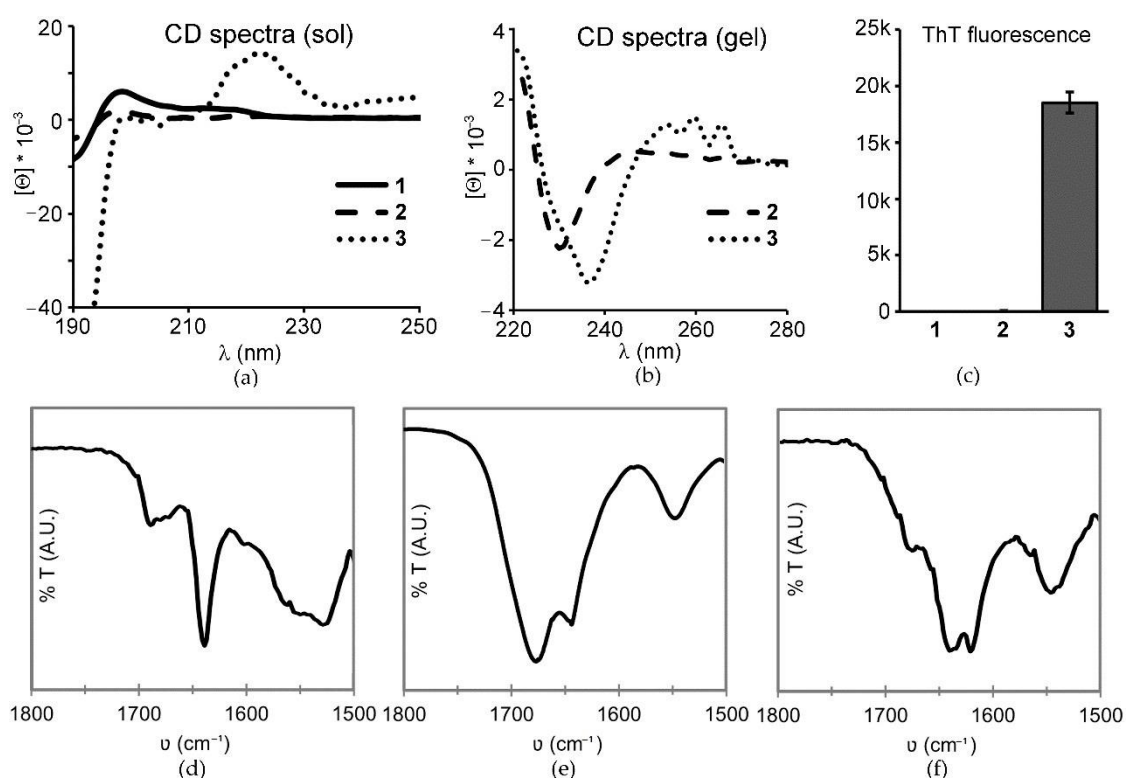 CD spectra (sol)
[Θ] * 10⁻³
20
0
−20
−40
190
210
230
250
λ (nm)
1
2
3
(a)
CD spectra (gel)
[Θ] * 10⁻³
4
2
0
−2
−4
220
240
260
280
λ (nm)
2
3
(b)
ThT fluorescence
25k
20k
15k
10k
5k
0
1
2
3
(c)
% T (A.U.)
1800
1700
1600
1500
υ (cm⁻¹)
(d)
% T (A.U.)
1800
1700
1600
1500
υ (cm⁻¹)
(e)
% T (A.U.)
1800
1700
1600
1500
υ (cm⁻¹)
(f)